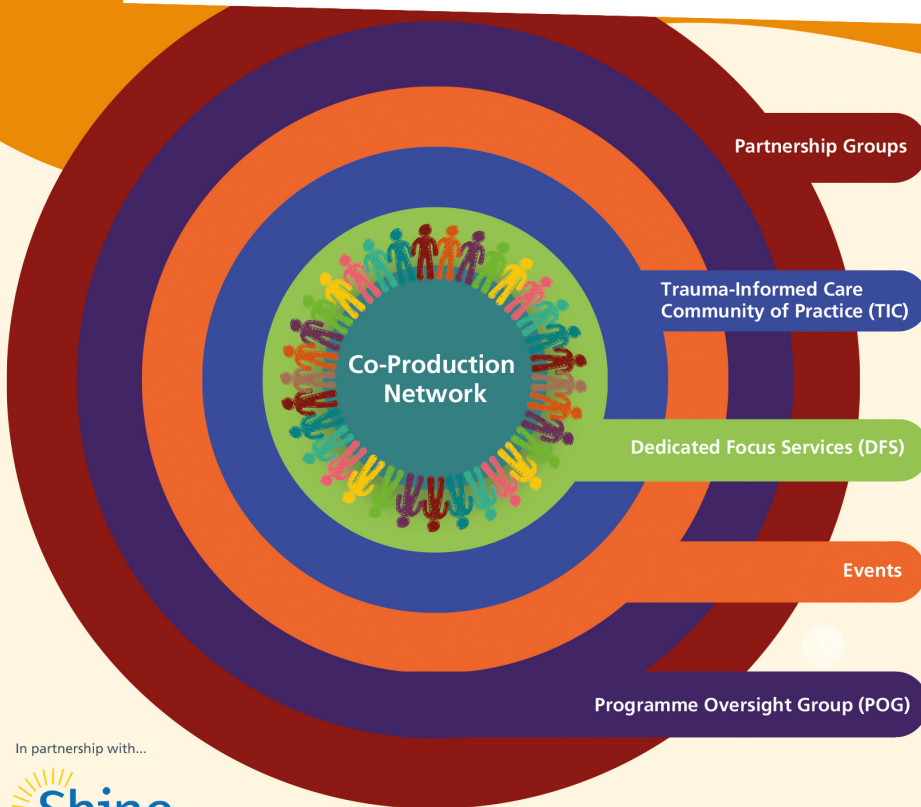 Partnership Groups
Trauma-Informed Care
Community of Practice (TIC)
Co-Production
Network
Dedicated Focus Services (DFS)
Events
Programme Oversight Group (POG)
In partnership with...
Shine